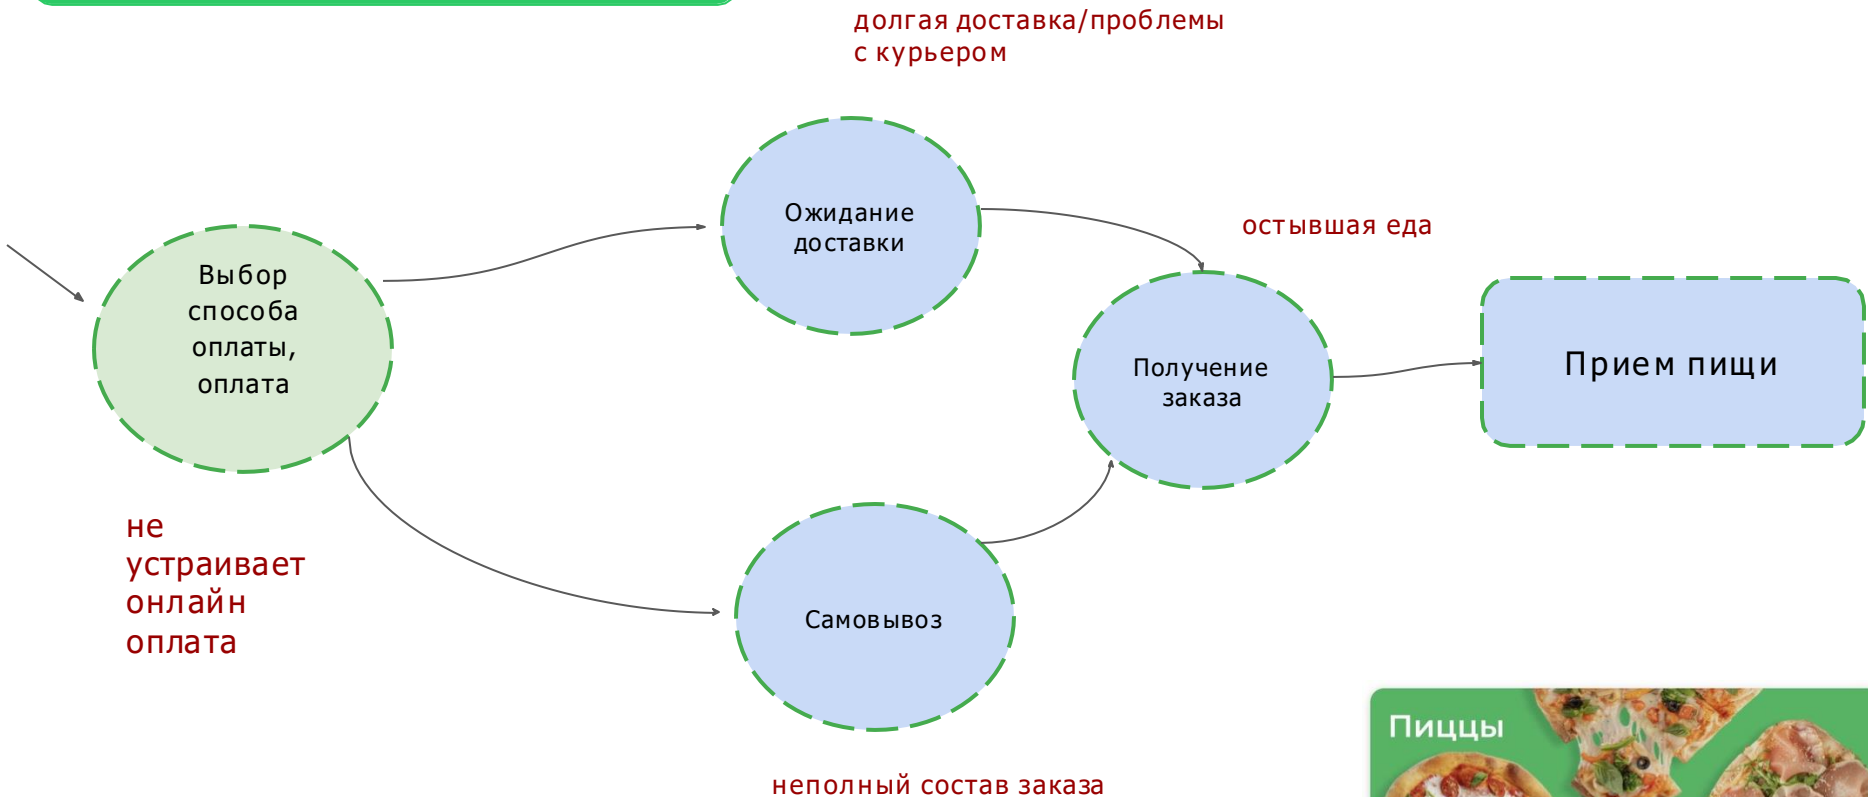 долгая доставка/проблемы
с курьером
Ожидание
доставки
остывшая еда
Выбор
способа
оплаты,
оплата
Получение
заказа
Прием пищи
не
устраивает
онлайн
оплата
Самовывоз
Пиццы
неполный состав заказа